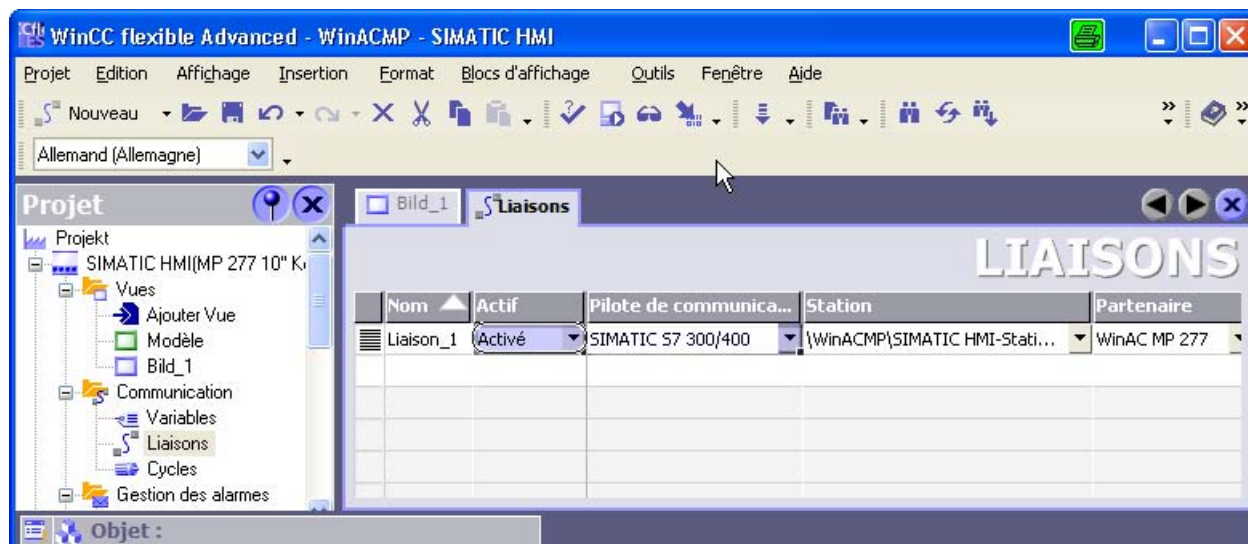 WinCC flexible Advanced - WinACMP - SIMATIC HMI
Projet Edition Affichage Insertion Format Blocs d'affichage Outils Fenêtre Aide
Nouveau
Allemand (Allemagne)
Projet
Bild_1 Liaisons
Projekt
SIMATIC HMI(MP 277 10"
LIAISONS
Vues
Ajouter Vue
Modèle
Bild_1
Communication
Variables
Liaisons
Cycles
Gestion des alarmes
Nom Actif Pilote de communica... Station Partenaire
Liaison_1 Activé SIMATIC S7 300/400 \WinACMP\SIMATIC HMI-Stati... WinAC MP 277
Objet :